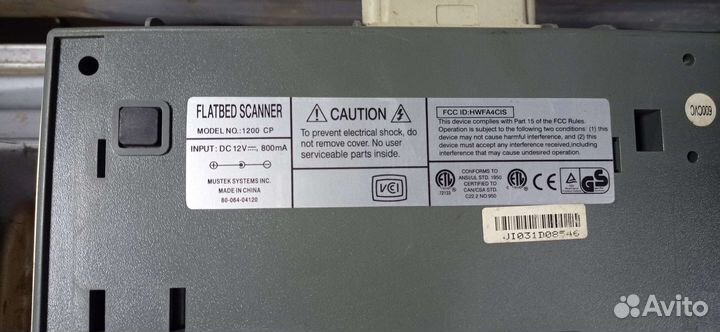 FLATBED SCANNER
MODEL NO.:1200 CP
INPUT: DC 12V⎓, 800mA
MUSTEK SYSTEMS INC.
MADE IN CHINA
80-064-04120
CAUTION
To prevent electrical shock, do
not remove cover. No user
serviceable parts inside.
VCCI
FCC ID:HWFA4CIS
This device complies with Part 15 of the FCC Rules.
Operation is subject to the following two conditions: (1) this
device may not cause harmful interference, and (2) this
device must accept any interference received,including
interference that may cause undesired operation.
ETL
72123
CONFORMS TO
ANSI/UL STD. 1950
CERTIFIED TO
CAN/CSA STD.
C22.2 NO 950
CE
GS
JI031D08546
600CVC
Avito